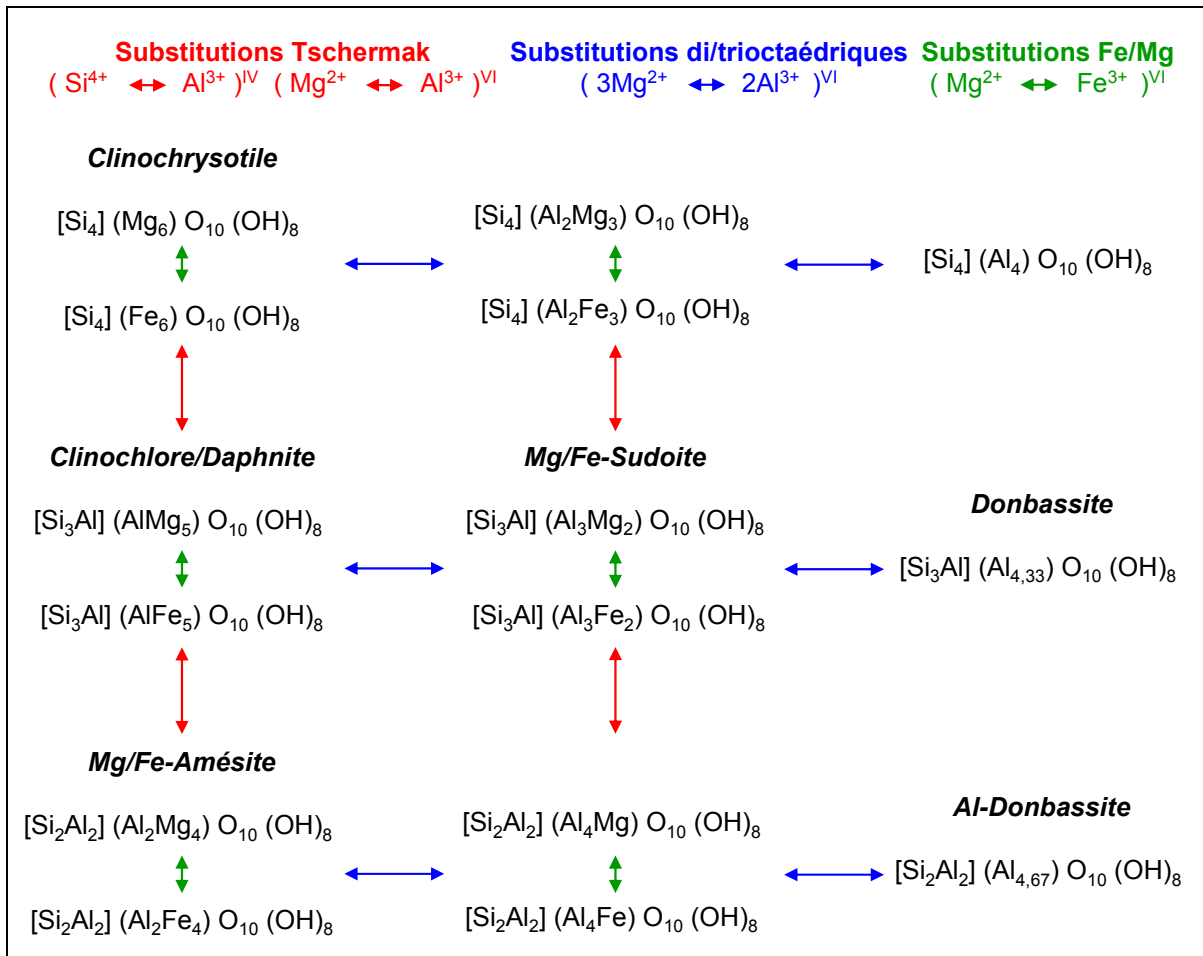 Substitutions Tschermak Substitutions di/trioctaédriques Substitutions Fe/Mg
( Si⁴⁺ ↔ Al³⁺ )ᴵⱽ ( Mg²⁺ ↔ Al³⁺ )ⱽᴵ ( 3Mg²⁺ ↔ 2Al³⁺ )ⱽᴵ ( Mg²⁺ ↔ Fe³⁺ )ⱽᴵ
Clinochrysotile
[Si₄] (Mg₆) O₁₀ (OH)₈ [Si₄] (Al₂Mg₃) O₁₀ (OH)₈
[Si₄] (Al₄) O₁₀ (OH)₈
[Si₄] (Fe₆) O₁₀ (OH)₈ [Si₄] (Al₂Fe₃) O₁₀ (OH)₈
Clinochlore/Daphnite Mg/Fe-Sudoite
Donbassite
[Si₃Al] (AlMg₅) O₁₀ (OH)₈ [Si₃Al] (Al₃Mg₂) O₁₀ (OH)₈
[Si₃Al] (Al₄,₃₃) O₁₀ (OH)₈
[Si₃Al] (AlFe₅) O₁₀ (OH)₈ [Si₃Al] (Al₃Fe₂) O₁₀ (OH)₈
Mg/Fe-Amésite
Al-Donbassite
[Si₂Al₂] (Al₂Mg₄) O₁₀ (OH)₈ [Si₂Al₂] (Al₄Mg) O₁₀ (OH)₈
[Si₂Al₂] (Al₄,₆₇) O₁₀ (OH)₈
[Si₂Al₂] (Al₂Fe₄) O₁₀ (OH)₈ [Si₂Al₂] (Al₄Fe) O₁₀ (OH)₈